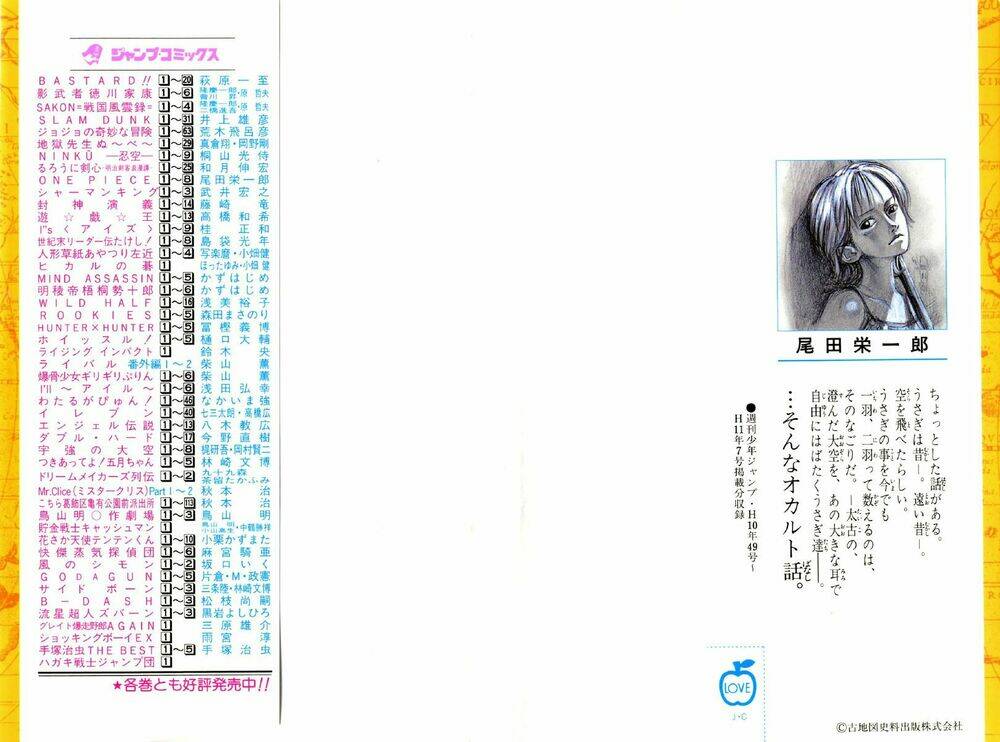 ジャンプ・コミックス
BASTARD!! 1〜20 萩原一至
影武者徳川家康 1〜6 隆慶一郎・原哲夫
SAKON=戦国風雲録= 1〜4 隆慶一郎・原哲夫
SLAM DUNK 1〜31 井上雄彦
ジョジョの奇妙な冒険 1〜63 荒木飛呂彦
地獄先生ぬ〜べ〜 1〜29 真倉翔・岡野剛
NINKŪ ―忍空― 1〜9 桐山光侍
るろうに剣心・明治剣客浪漫譚・ 1〜25 和月伸宏
ONE PIECE 1〜8 尾田栄一郎
シャーマンキング 1〜3 武井宏之
封神演義 1〜14 藤崎竜
遊☆戯☆王 1〜13 高橋和希
I"s〈アイズ〉 1〜9 桂正和
世紀末リーダー伝たけし! 1〜8 島袋光年
人形草紙あやつり左近 1〜4 写楽麿・小畑健
ヒカルの碁 1 ほったゆみ・小畑健
MIND ASSASSIN 1〜5 かずはじめ
明稜帝梧桐勢十郎 1〜6 かずはじめ
WILD HALF 1〜16 浅美裕子
ROOKIES 1〜5 森田まさのり
HUNTER×HUNTER 1〜5 冨樫義博
ホイッスル! 1〜5 樋口大輔
ライジング インパクト 1 鈴木央
ライバル 番外編1〜2 柴山薫
爆骨少女ギリギリぷりん 1〜6 柴山薫
I'll 〜アイル〜 1〜6 浅田弘幸
わたるがぴゅん! 1〜46 なかいま強
イレブン 1〜40 七三太朗・高橋広
エンジェル伝説 1〜13 八木教広
ダブル・ハード 1〜17 今野直樹
宇強の大空 1〜8 梶研吾・岡村賢二
つきあってよ!五月ちゃん 1〜5 林崎文博
ドリームメイカーズ列伝 1〜2 九十九森・茶留たかふみ
Mr.Clice(ミスタークリス) Part1〜2 秋本治
こちら葛飾区亀有公園前派出所 1〜113 秋本治
鳥山明〇作劇場 1〜3 鳥山明
貯金戦士キャッシュマン 1 鳥山明・小山高生・中鶴勝祥
花さか天使テンテンくん 1〜10 小栗かずまた
快傑蒸気探偵団 1〜6 麻宮騎亜
風のシモン 1〜2 坂口いく
GODAGUN 1〜5 片倉・M・政憲
サイドボーン 1〜3 三条陸・林崎文博
B−DASH 1〜3 松枝尚嗣
流星超人ズバーン 1〜3 黒岩よしひろ
グレイト爆走野郎AGAIN 1 三原雄介
ショッキングボーイEX 1 雨宮淳
手塚治虫THE BEST 1〜5 手塚治虫
ハガキ戦士ジャンプ団 1
★各巻とも好評発売中!!
尾田栄一郎
ちょっとした話がある。
うさぎは昔―。遠い昔―。
空を飛べたらしい。
うさぎの事を今でも
一羽、二羽って数えるのは、
そのなごりだ。―太古の、
澄んだ大空を、あの大きな耳で
自由にはばたくうさぎ達――。
…そんなオカルト話。
●週刊少年ジャンプ・H10年49号〜
H11年7号掲載分収録
LOVE
J・C
©古地図史料出版株式会社